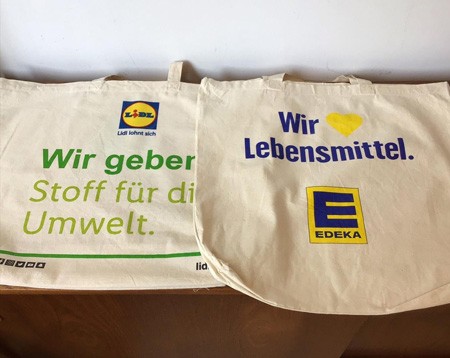 LIDL
Lidl lohnt sich
Wir geben
Stoff für di
Umwelt.
lid
Wir
Lebensmittel.
E
EDEKA